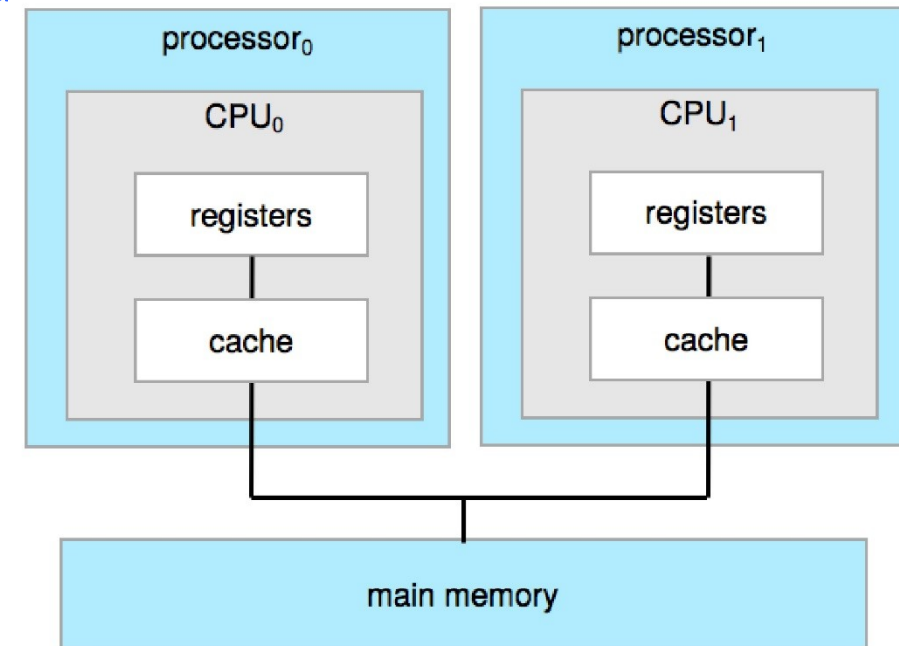 processor₀
processor₁
CPU₀
CPU₁
registers
registers
cache
cache
main memory